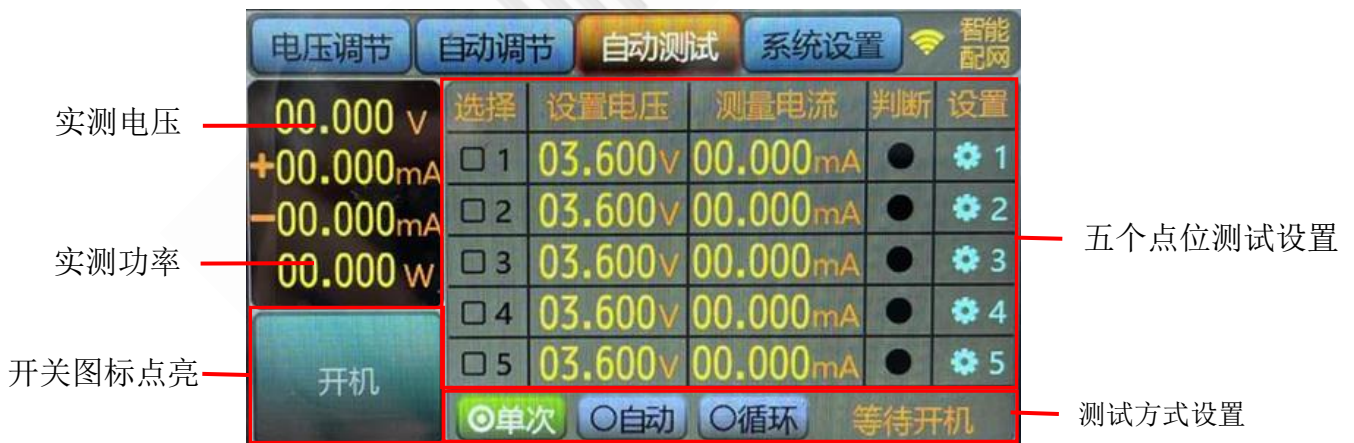 电压调节 自动调节 自动测试 系统设置 智能
配网
实测电压
00.000 V
+00.000mA
-00.000mA
实测功率
00.000 W
开关图标点亮
开机
选择 设置电压 测量电流 判断 设置
1 03.600V 00.000mA 1
2 03.600V 00.000mA 2
3 03.600V 00.000mA 3
4 03.600V 00.000mA 4
5 03.600V 00.000mA 5
五个点位测试设置
单次 自动 循环 等待开机
测试方式设置